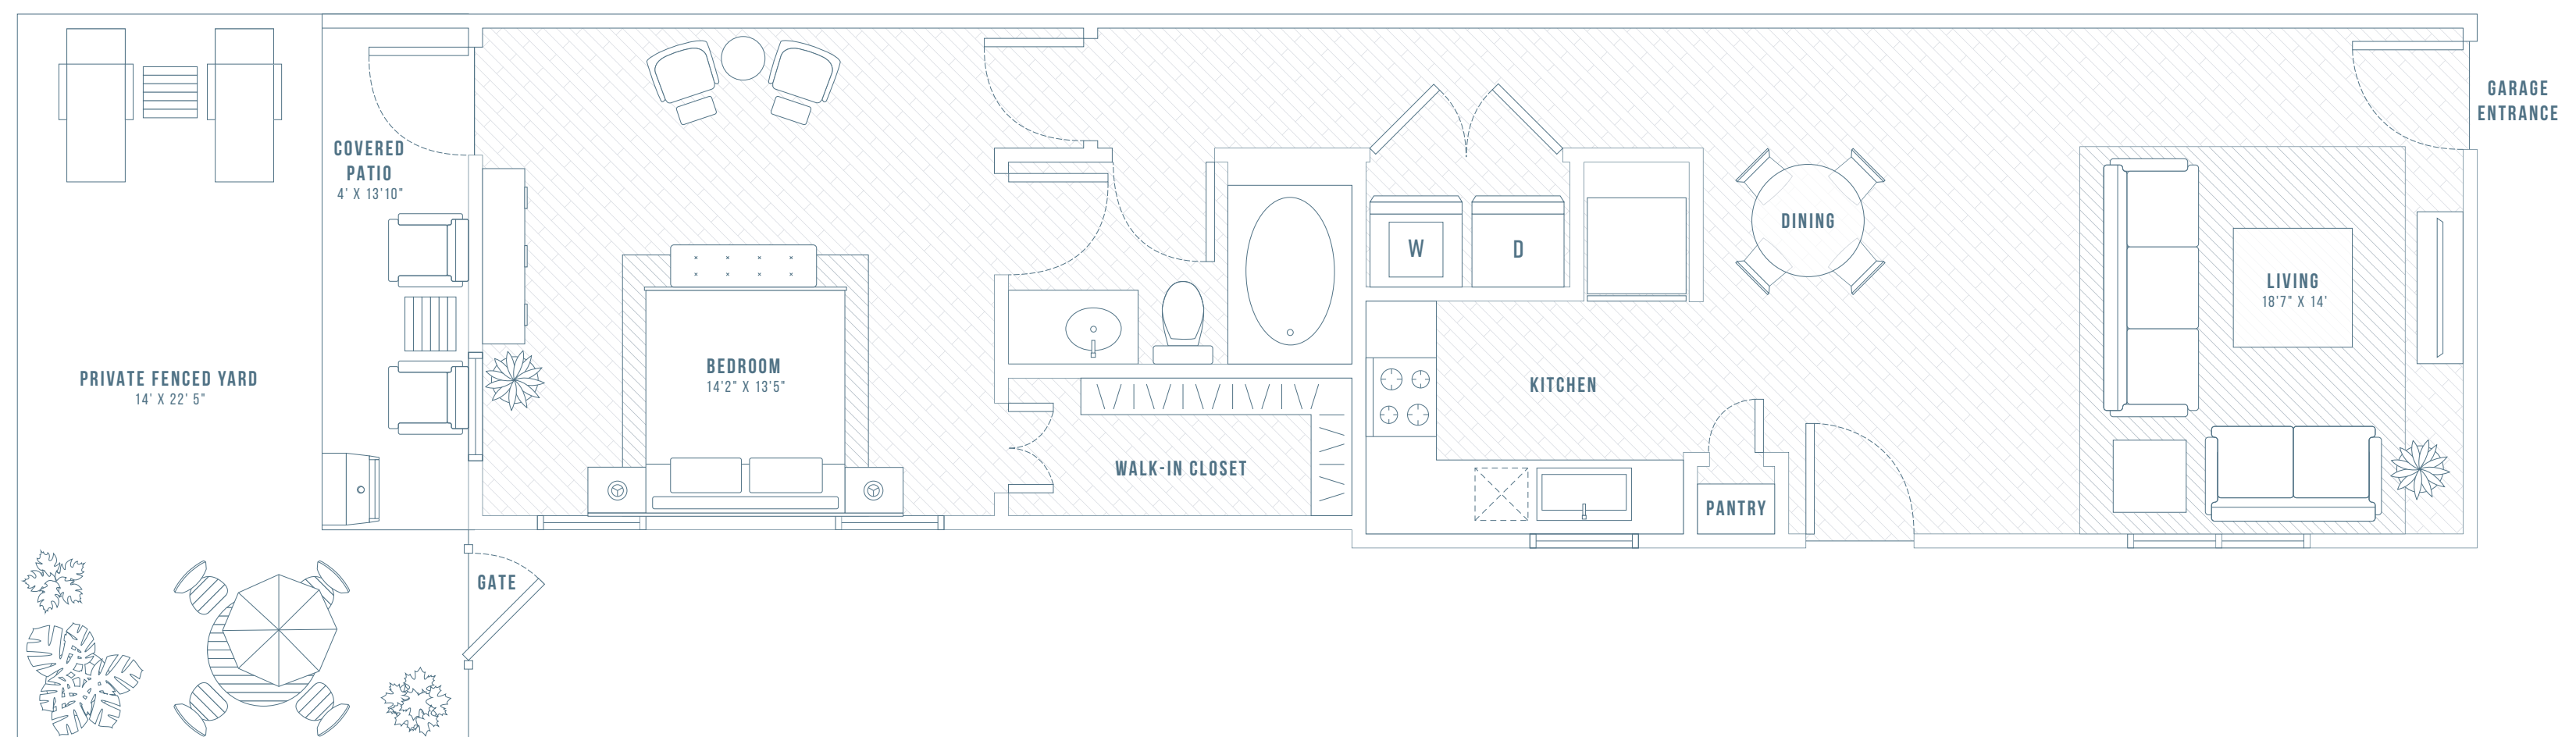 GARAGE
ENTRANCE
COVERED
PATIO
4' X 13'10"
W
D
DINING
LIVING
18'7" X 14'
PRIVATE FENCED YARD
14' X 22' 5"
BEDROOM
14'2" X 13'5"
KITCHEN
WALK-IN CLOSET
PANTRY
GATE